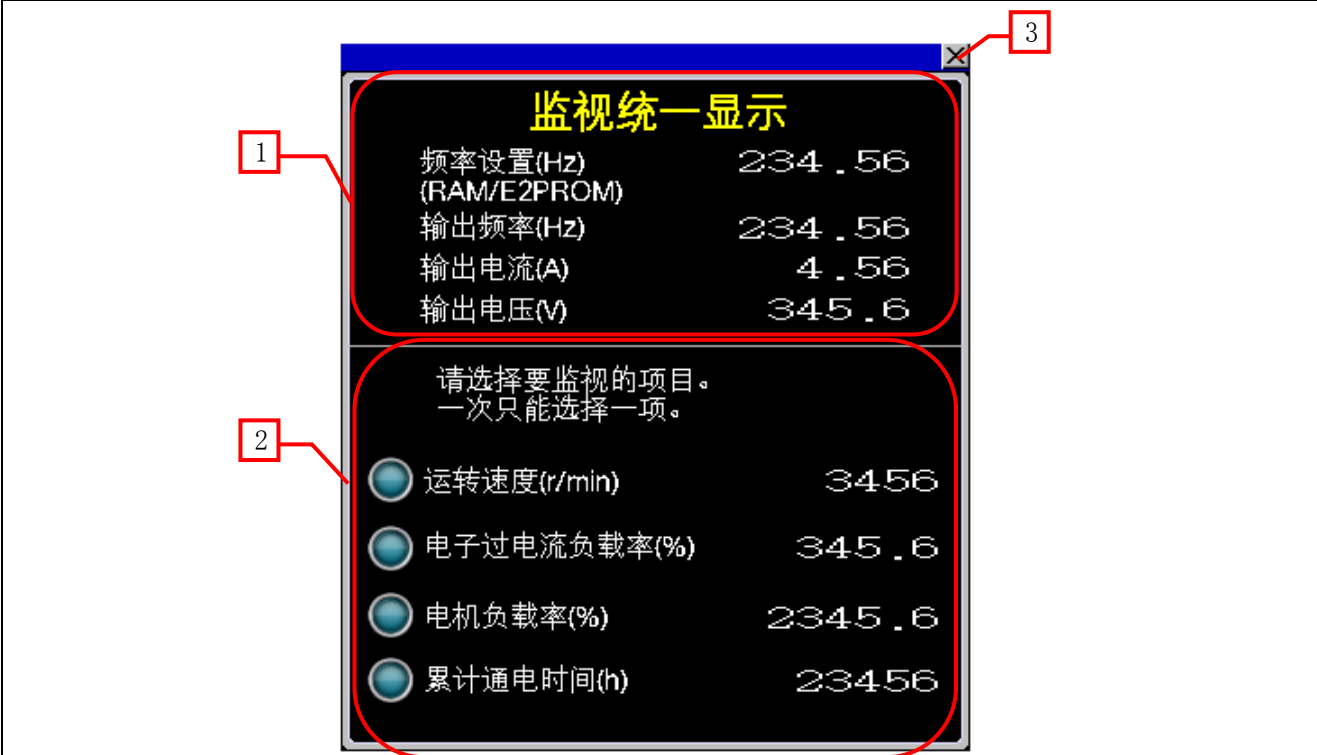 3
监视统一显示
1
频率设置(Hz) 234.56
(RAM/E2PROM)
输出频率(Hz) 234.56
输出电流(A) 4.56
输出电压(V) 345.6
请选择要监视的项目。
一次只能选择一项。
2
运转速度(r/min) 3456
电子过电流负载率(%) 345.6
电机负载率(%) 2345.6
累计通电时间(h) 23456